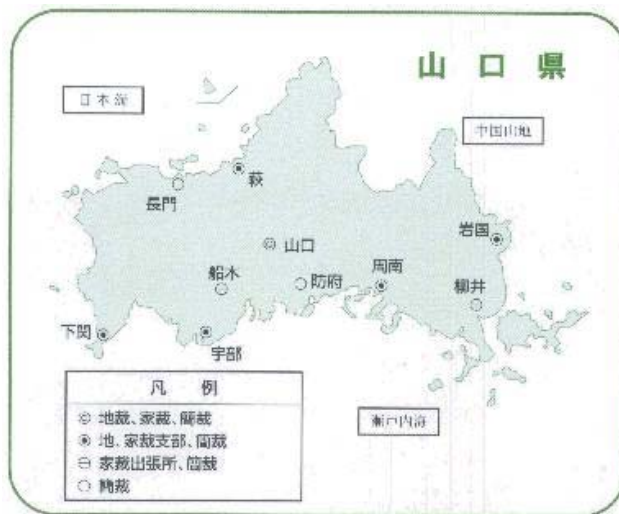 山口県
日本海
中国山地
萩
長門
岩国
山口
船木
防府
周南
柳井
下関
宇部
凡 例
◎ 地裁、家裁、簡裁
◉ 地、家裁支部、簡裁
⊖ 家裁出張所、簡裁
○ 簡裁
瀬戸内海